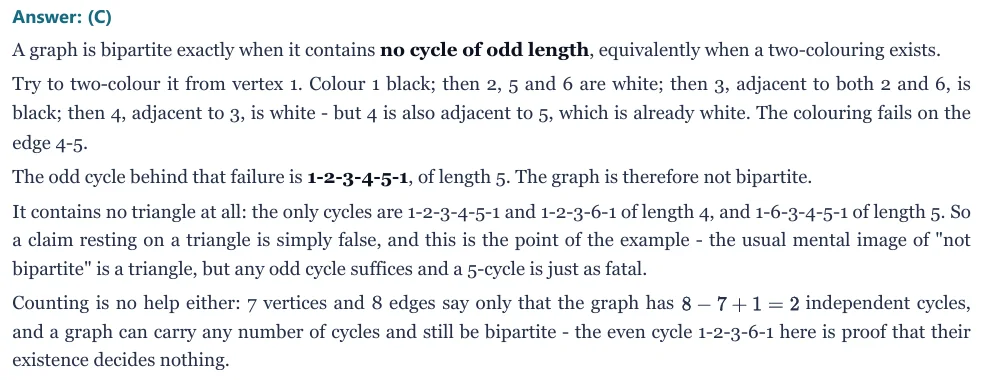 Answer: (C)
A graph is bipartite exactly when it contains no cycle of odd length, equivalently when a two-colouring exists.
Try to two-colour it from vertex 1. Colour 1 black; then 2, 5 and 6 are white; then 3, adjacent to both 2 and 6, is
black; then 4, adjacent to 3, is white - but 4 is also adjacent to 5, which is already white. The colouring fails on the
edge 4-5.
The odd cycle behind that failure is 1-2-3-4-5-1, of length 5. The graph is therefore not bipartite.
It contains no triangle at all: the only cycles are 1-2-3-4-5-1 and 1-2-3-6-1 of length 4, and 1-6-3-4-5-1 of length 5. So
a claim resting on a triangle is simply false, and this is the point of the example - the usual mental image of "not
bipartite" is a triangle, but any odd cycle suffices and a 5-cycle is just as fatal.
Counting is no help either: 7 vertices and 8 edges say only that the graph has 8 − 7 + 1 = 2 independent cycles,
and a graph can carry any number of cycles and still be bipartite - the even cycle 1-2-3-6-1 here is proof that their
existence decides nothing.